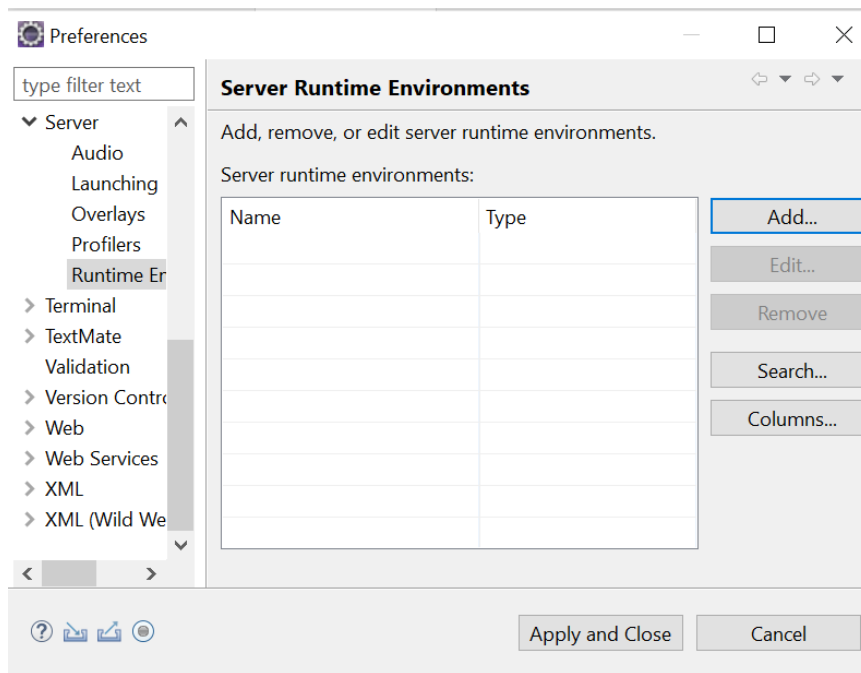 Preferences
type filter text
Server
Audio
Launching
Overlays
Profilers
Runtime Er
Terminal
TextMate
Validation
Version Contr
Web
Web Services
XML
XML (Wild We
Server Runtime Environments
Add, remove, or edit server runtime environments.
Server runtime environments:
Name Type
Add...
Edit...
Remove
Search...
Columns...
? Apply and Close Cancel